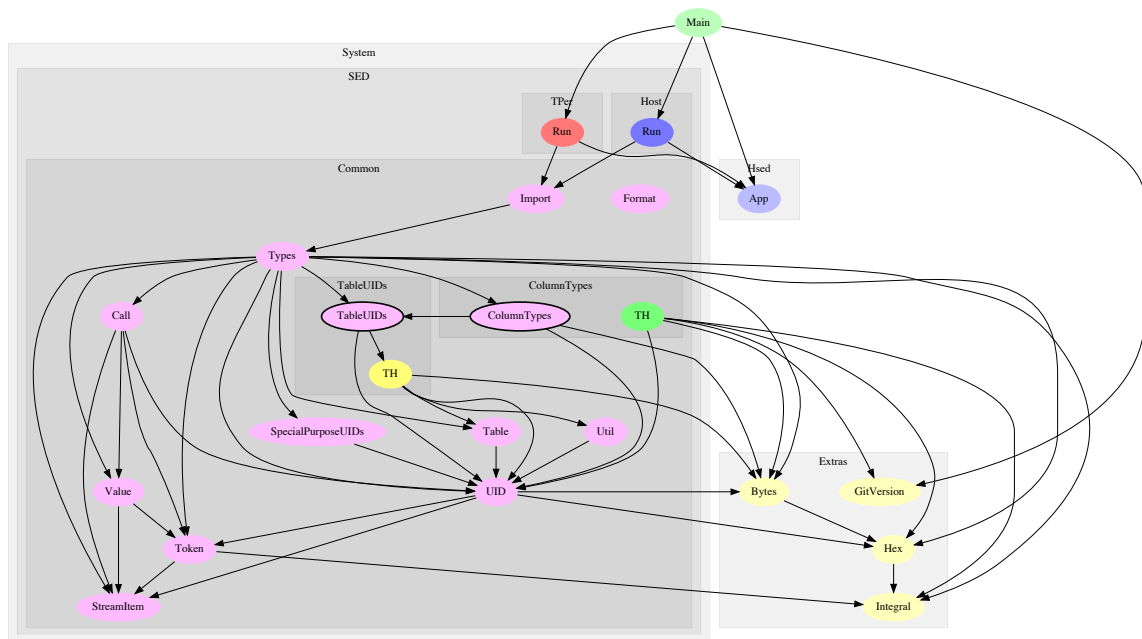 Main
System
SED
TPer
Host
Run
Run
Common
Hsed
Import
Format
App
Types
TableUIDs
ColumnTypes
Call
TableUIDs
ColumnTypes
TH
TH
SpecialPurposeUIDs
Table
Util
Extras
Value
UID
Bytes
GitVersion
Token
Hex
StreamItem
Integral